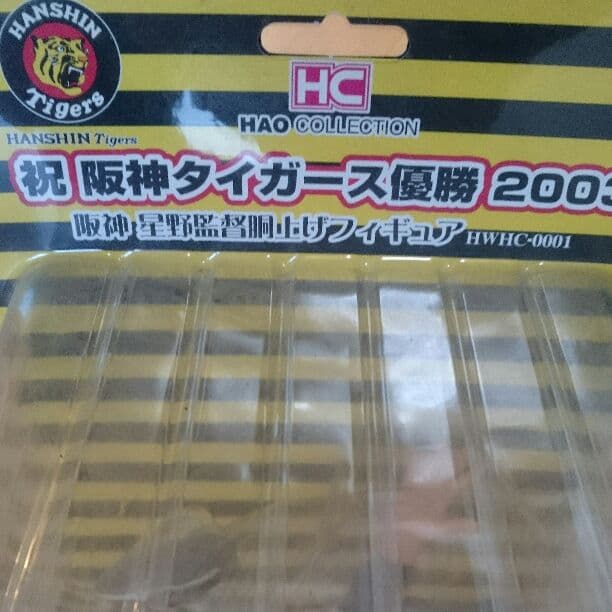 HANSHIN
Tigers
HC
HAO COLLECTION
HANSHIN Tigers
祝 阪神タイガース優勝 2003
阪神・星野監督胴上げフィギュア HWHC-0001